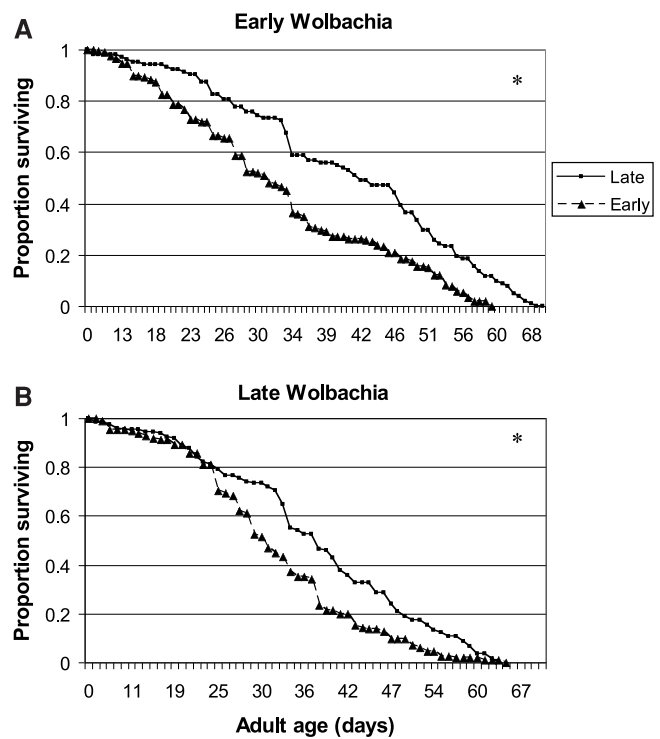 A
Early Wolbachia
1
0.8
0.6
0.4
0.2
0
Proportion surviving
*
0 13 18 23 26 30 34 39 42 46 51 56 60 68
Late
Early
B
Late Wolbachia
1
0.8
0.6
0.4
0.2
0
Proportion surviving
*
0 11 19 25 30 36 42 47 54 60 67
Adult age (days)